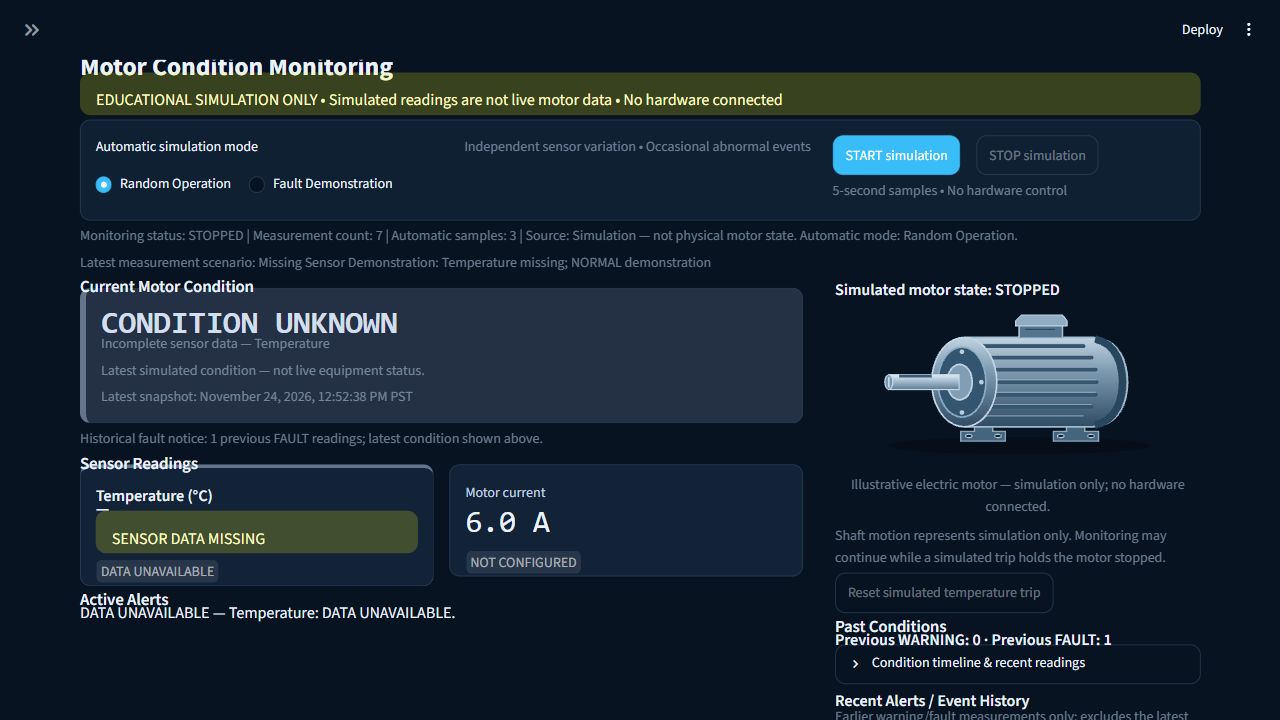 Deploy
Motor Condition Monitoring
EDUCATIONAL SIMULATION ONLY • Simulated readings are not live motor data • No hardware connected
Automatic simulation mode
Independent sensor variation • Occasional abnormal events
START simulation
STOP simulation
Random Operation
Fault Demonstration
5-second samples • No hardware control
Monitoring status: STOPPED | Measurement count: 7 | Automatic samples: 3 | Source: Simulation — not physical motor state. Automatic mode: Random Operation.
Latest measurement scenario: Missing Sensor Demonstration: Temperature missing; NORMAL demonstration
Current Motor Condition
CONDITION UNKNOWN
Incomplete sensor data — Temperature
Latest simulated condition — not live equipment status.
Latest snapshot: November 24, 2026, 12:52:38 PM PST
Historical fault notice: 1 previous FAULT readings; latest condition shown above.
Sensor Readings
Temperature (°C)
—
SENSOR DATA MISSING
DATA UNAVAILABLE
Motor current
6.0 A
NOT CONFIGURED
Active Alerts
DATA UNAVAILABLE — Temperature: DATA UNAVAILABLE.
Simulated motor state: STOPPED
Illustrative electric motor — simulation only; no hardware
connected.
Shaft motion represents simulation only. Monitoring may
continue while a simulated trip holds the motor stopped.
Reset simulated temperature trip
Past Conditions
Previous WARNING: 0 · Previous FAULT: 1
Condition timeline & recent readings
Recent Alerts / Event History
Earlier warning/fault measurements only; excludes the latest